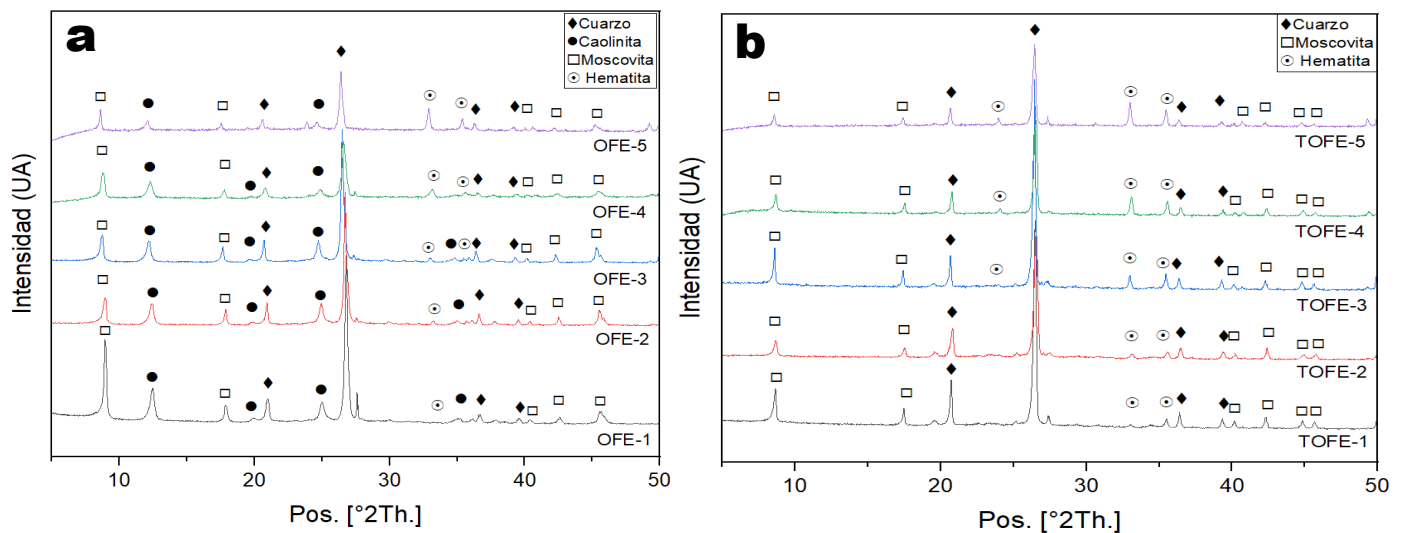 a
Cuarzo
Caolinita
Moscovita
Hematita
OFE-5
OFE-4
OFE-3
OFE-2
OFE-1
Intensidad (UA)
10 20 30 40 50
Pos. [°2Th.]
b
Cuarzo
Moscovita
Hematita
TOFE-5
TOFE-4
TOFE-3
TOFE-2
TOFE-1
Intensidad (UA)
10 20 30 40 50
Pos. [°2Th.]